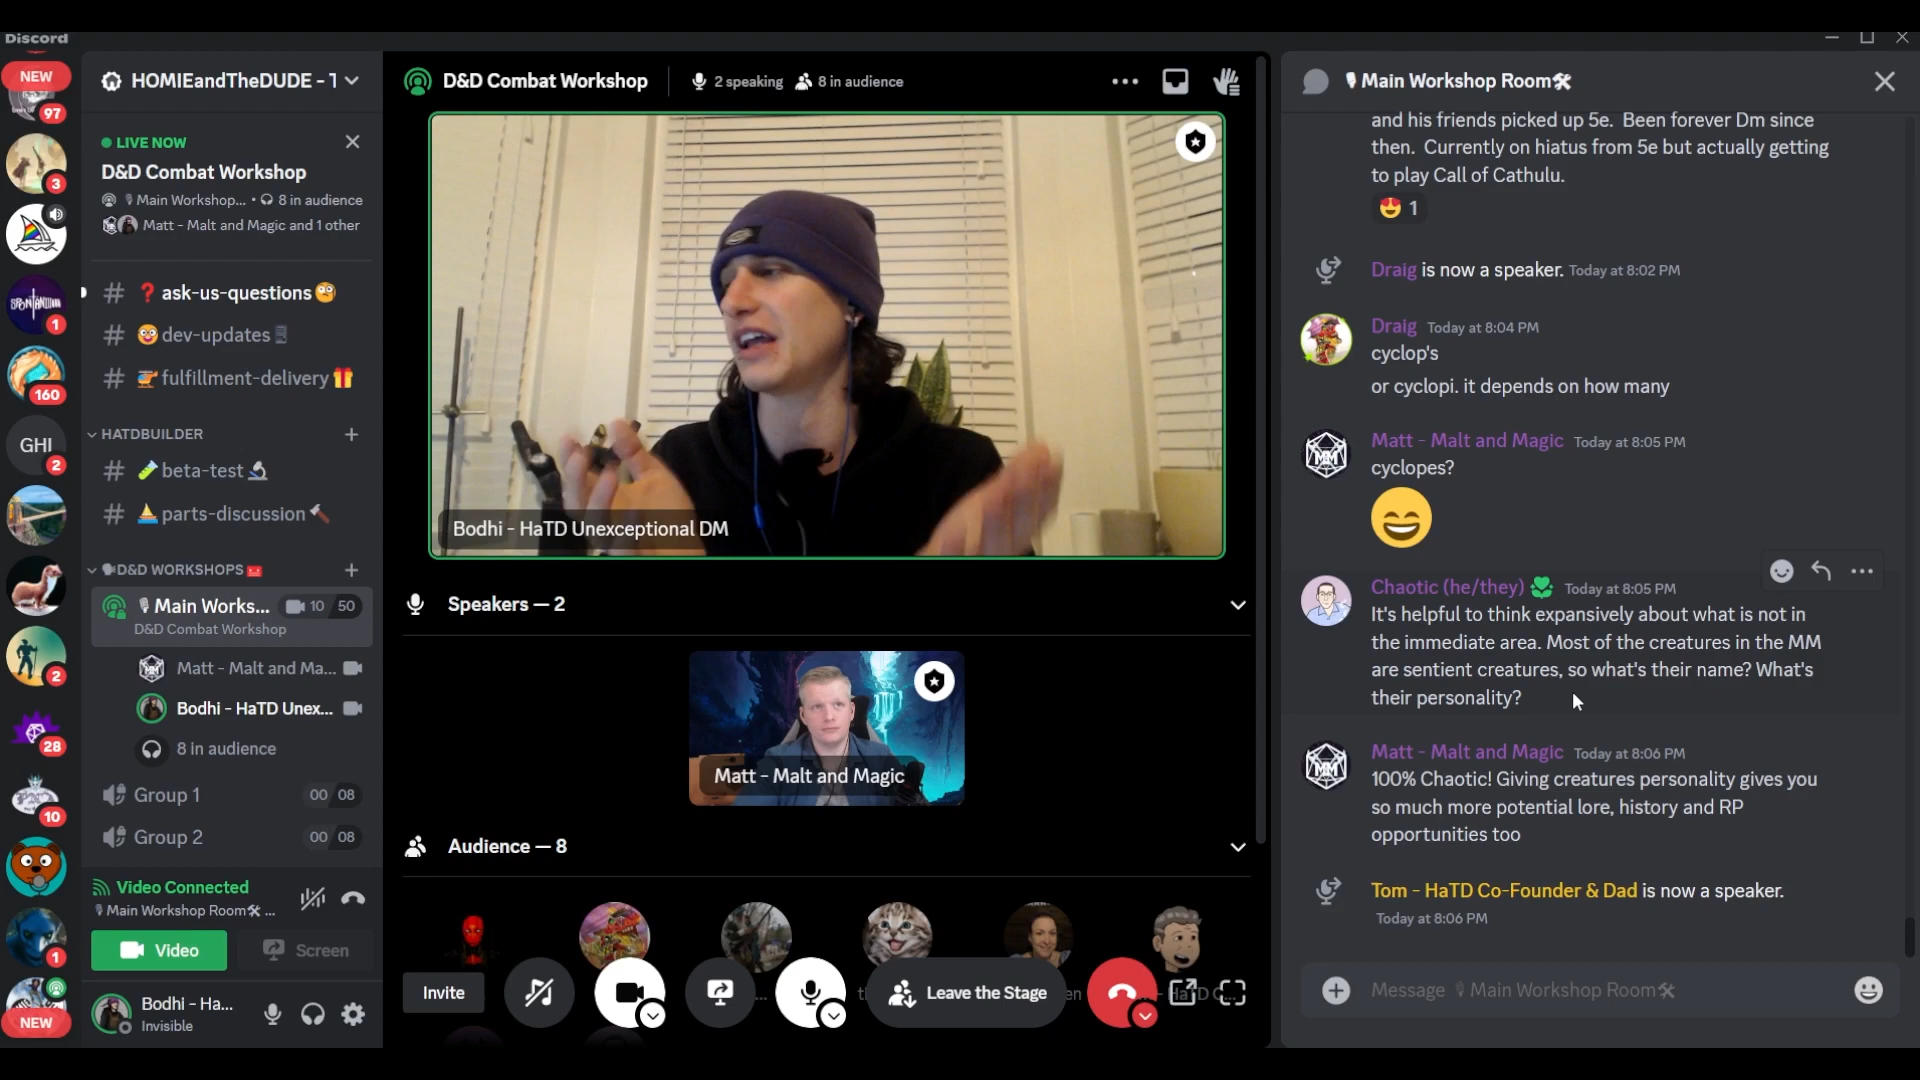 Discord
NEW
97
3
1
160
GHI
2
2
28
10
1
NEW
HOMIEandTheDUDE - T
LIVE NOW
D&D Combat Workshop
Main Workshop... • 8 in audience
Matt - Malt and Magic and 1 other
# ❓ask-us-questions🧐
# dev-updates
# fulfillment-delivery🎁
HATDBUILDER
# 🧪beta-test🔬
# ⛵parts-discussion🔨
D&D WORKSHOPS
Main Works... 10 50
D&D Combat Workshop
Matt - Malt and Ma...
Bodhi - HaTD Unex...
8 in audience
Group 1 00 08
Group 2 00 08
Video Connected
Main Workshop Room🛠 ...
Video
Screen
Bodhi - Ha...
Invisible
D&D Combat Workshop
2 speaking 8 in audience
Bodhi - HaTD Unexceptional DM
Speakers — 2
Matt - Malt and Magic
Audience — 8
Invite
Leave the Stage
Main Workshop Room🛠
and his friends picked up 5e. Been forever Dm since
then. Currently on hiatus from 5e but actually getting
to play Call of Cathulu.
😍 1
Draig is now a speaker. Today at 8:02 PM
Draig Today at 8:04 PM
cyclop's
or cyclopi. it depends on how many
Matt - Malt and Magic Today at 8:05 PM
cyclopes?
😄
Chaotic (he/they) Today at 8:05 PM
It's helpful to think expansively about what is not in
the immediate area. Most of the creatures in the MM
are sentient creatures, so what's their name? What's
their personality?
Matt - Malt and Magic Today at 8:06 PM
100% Chaotic! Giving creatures personality gives you
so much more potential lore, history and RP
opportunities too
Tom - HaTD Co-Founder & Dad is now a speaker.
Today at 8:06 PM
Message Main Workshop Room🛠